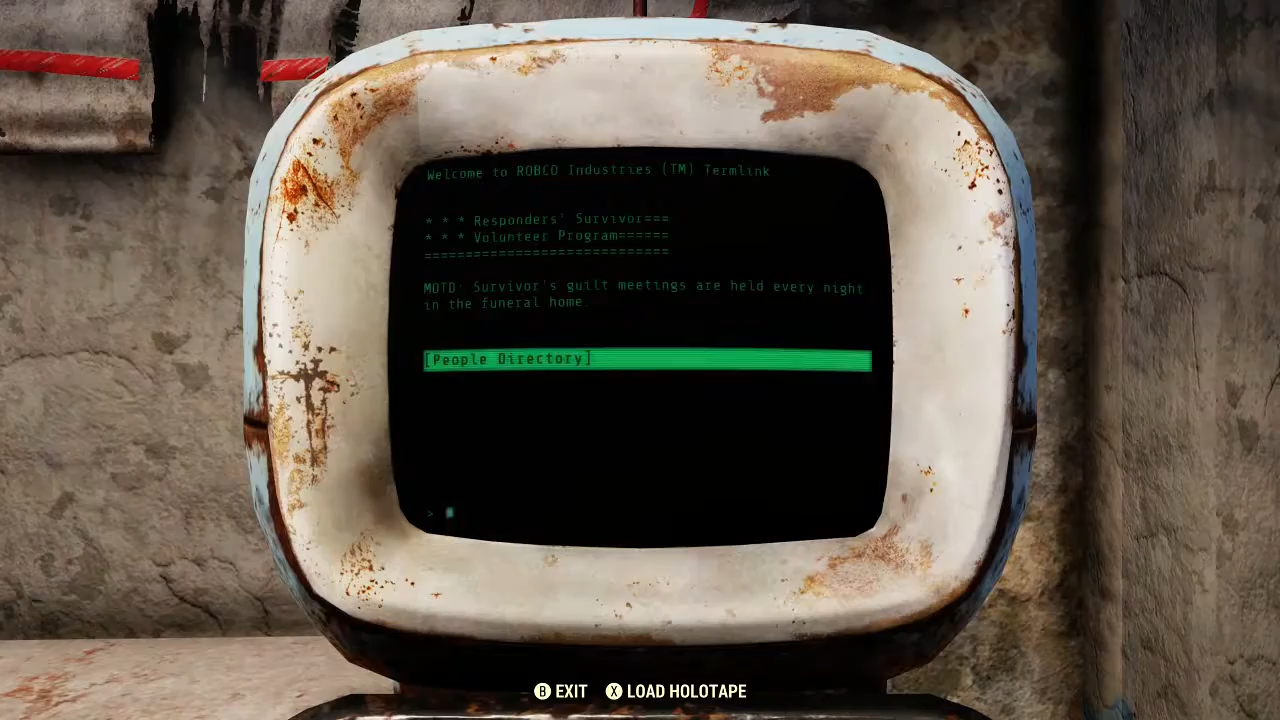 Welcome to ROBCO Industries (TM) Termlink
* * * Responders' Survivor===
* * * Volunteer Program======
==============================
MOTD: Survivor's guilt meetings are held every night
in the funeral home.
[People Directory]
>
B EXIT X LOAD HOLOTAPE